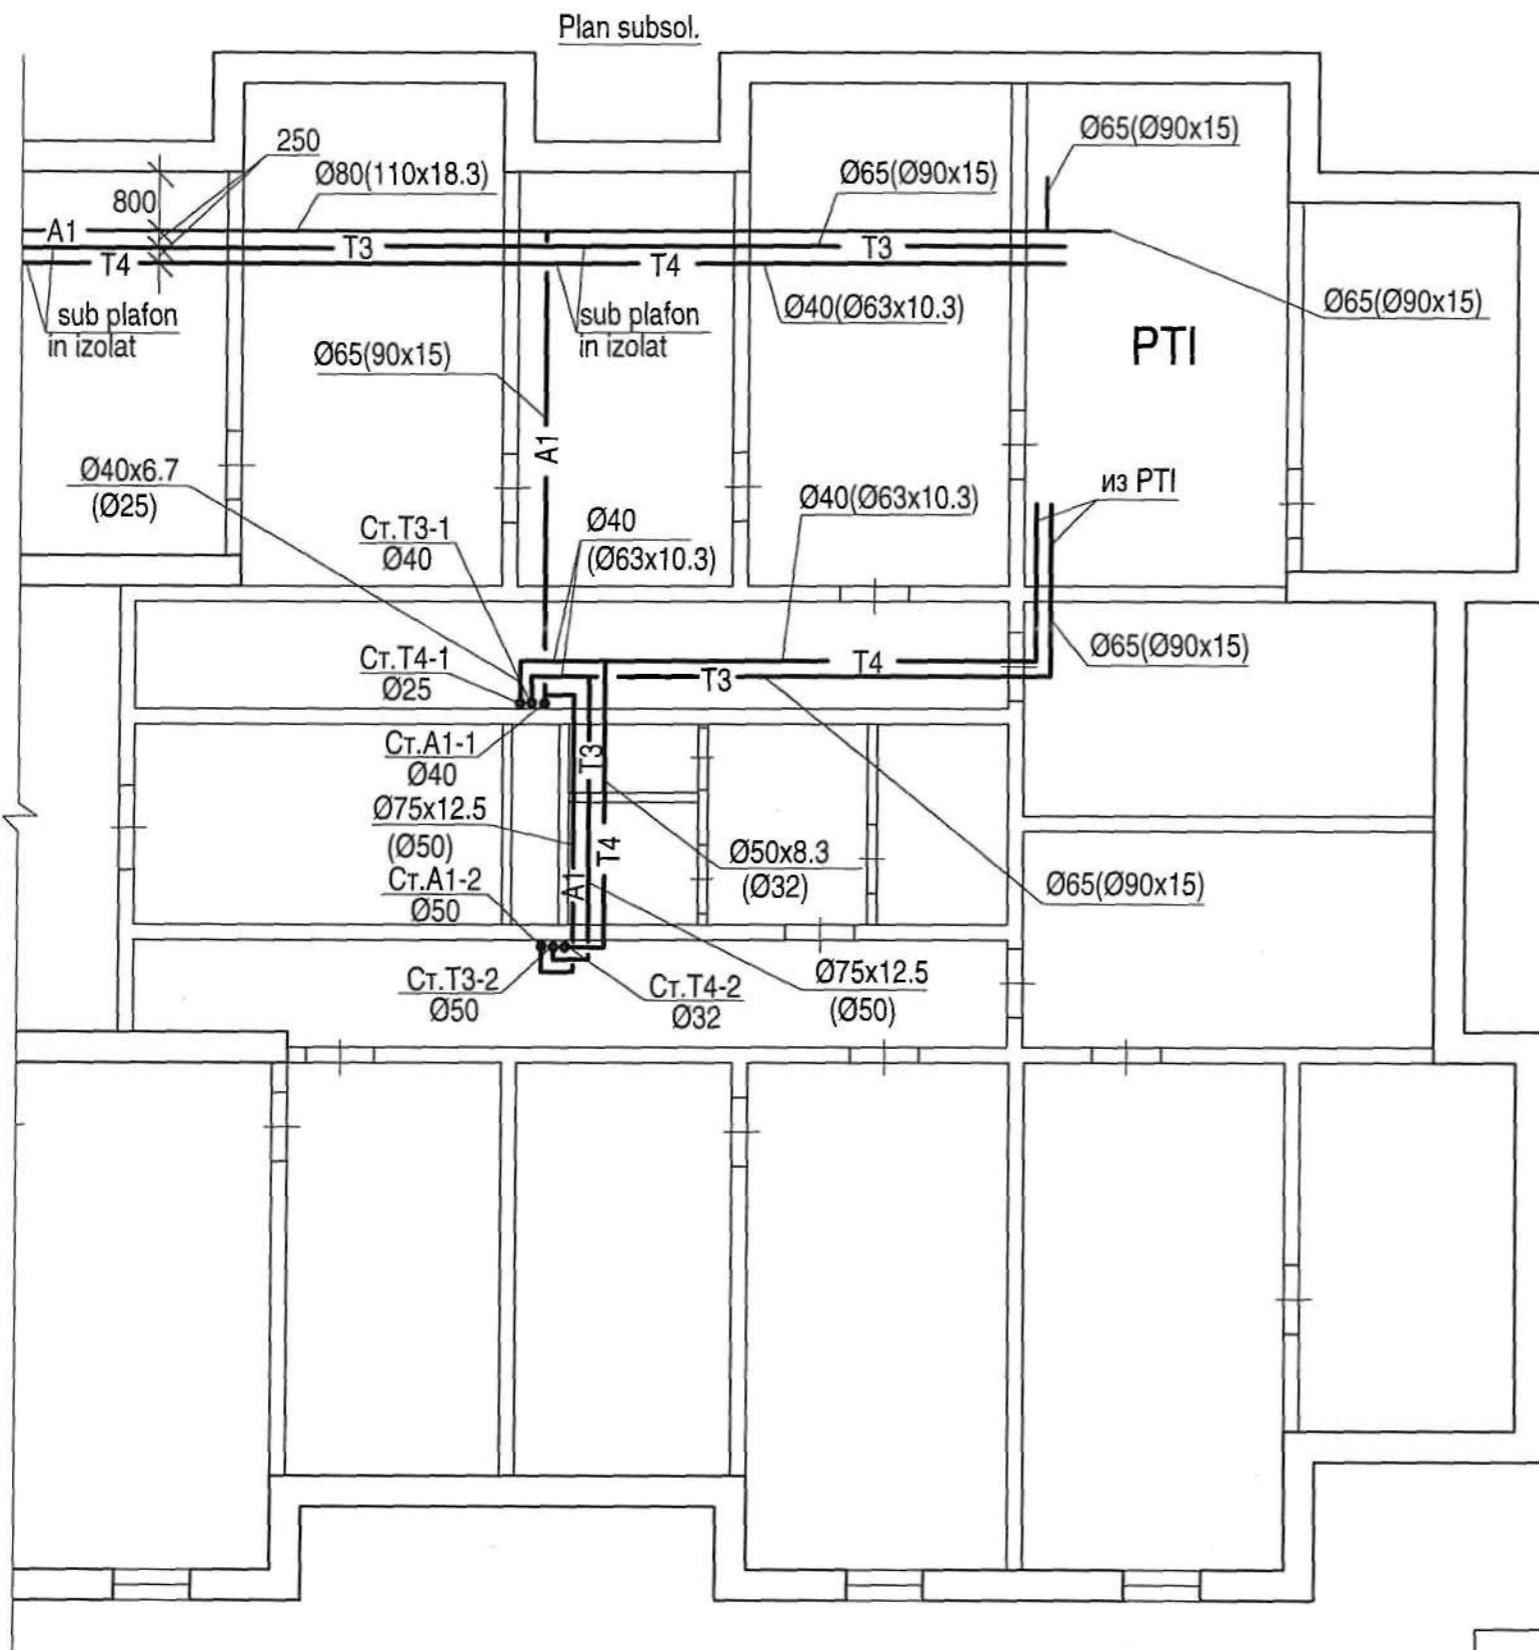 Plan subsol.
250
Ø80(110x18.3)
Ø65(Ø90x15)
Ø65(Ø90x15)
800
A1
T3
T3
T4
T4
sub plafon
in izolat
sub plafon
in izolat
Ø40(Ø63x10.3)
Ø65(Ø90x15)
PTI
Ø65(90x15)
A1
Ø40x6.7
(Ø25)
Ст.Т3-1
Ø40
Ø40
(Ø63x10.3)
Ø40(Ø63x10.3)
из PTI
Ст.Т4-1
Ø25
T4
T3
Ø65(Ø90x15)
Ст.А1-1
Ø40
T3
Ø75x12.5
(Ø50)
T4
Ø50x8.3
(Ø32)
Ст.А1-2
Ø50
A1
Ø65(Ø90x15)
Ст.Т3-2
Ø50
Ст.Т4-2
Ø32
Ø75x12.5
(Ø50)